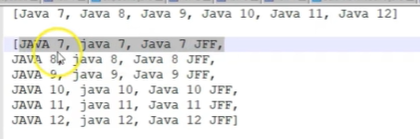 [Java 7, Java 8, Java 9, Java 10, Java 11, Java 12]
[JAVA 7, java 7, Java 7 JFF,
JAVA 8, java 8, Java 8 JFF,
JAVA 9, java 9, Java 9 JFF,
JAVA 10, java 10, Java 10 JFF,
JAVA 11, java 11, Java 11 JFF,
JAVA 12, java 12, Java 12 JFF]